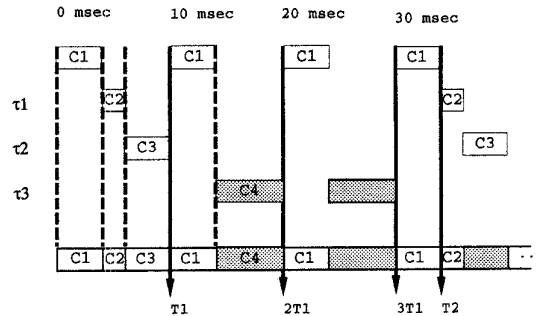 0 msec 10 msec 20 msec 30 msec
C1 C1 C1 C1
τ1 C2 C2
τ2 C3 C3
τ3 C4
C1 C2 C3 C1 C4 C1 C1 C2 ..
T1 2T1 3T1 T2